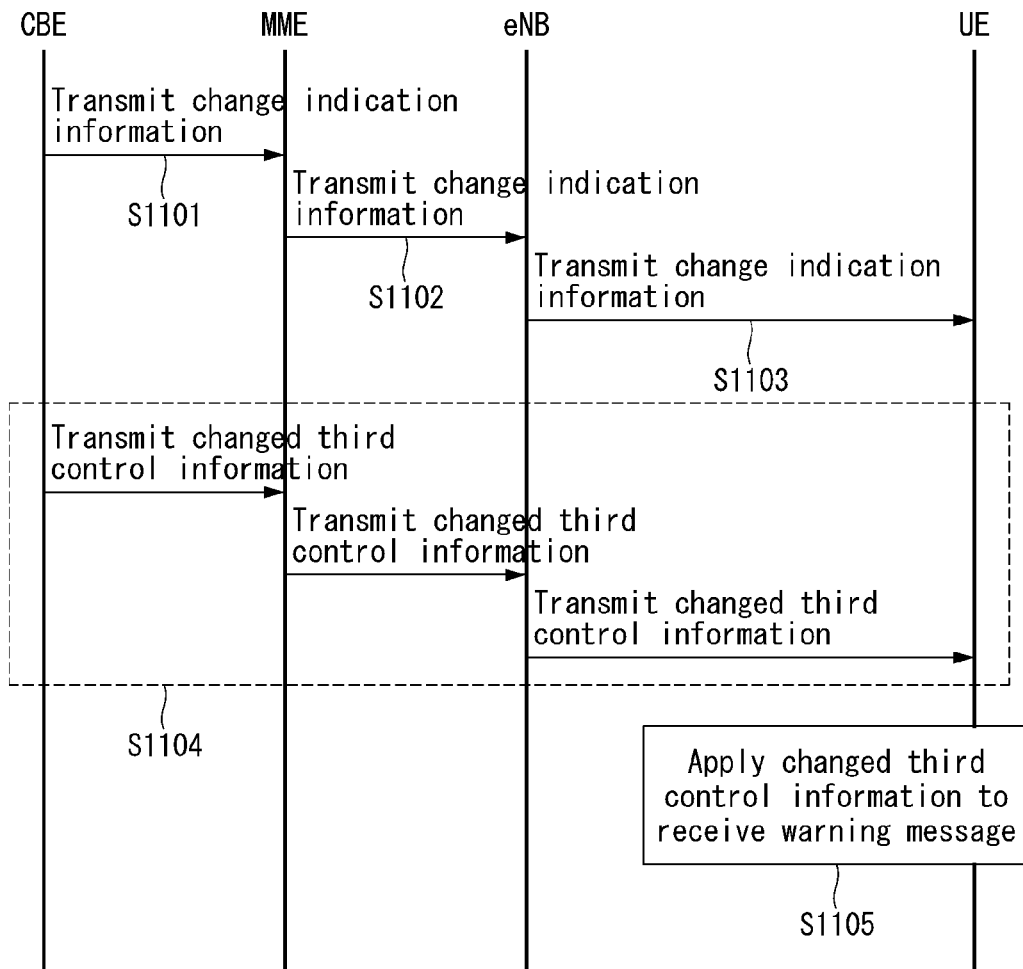 CBE MME eNB UE
Transmit change indication
information
S1101
Transmit change indication
information
S1102
Transmit change indication
information
S1103
Transmit changed third
control information
Transmit changed third
control information
Transmit changed third
control information
S1104
Apply changed third
control information to
receive warning message
S1105